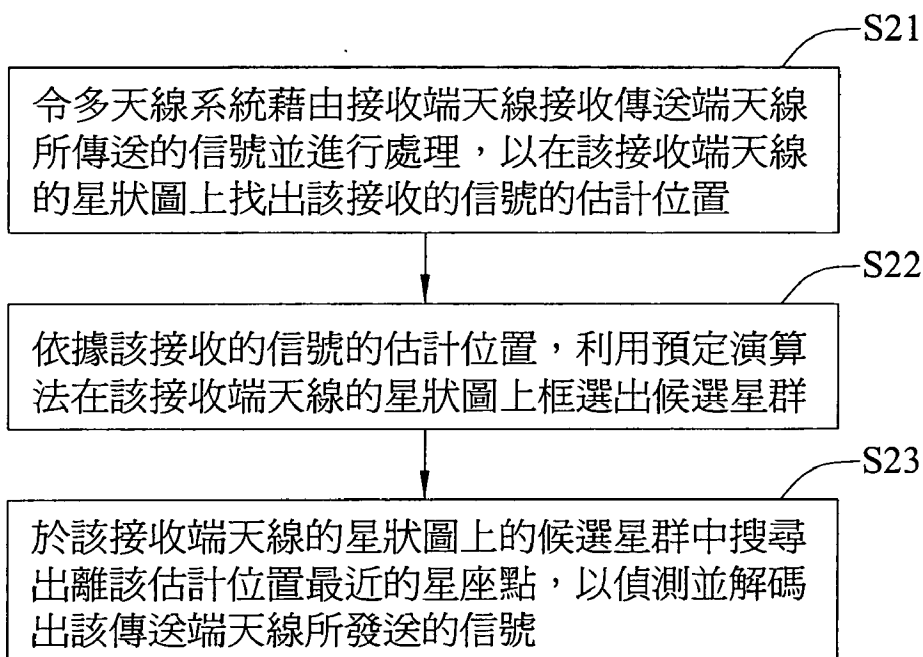 S21
令多天線系統藉由接收端天線接收傳送端天線
所傳送的信號並進行處理，以在該接收端天線
的星狀圖上找出該接收的信號的估計位置
S22
依據該接收的信號的估計位置，利用預定演算
法在該接收端天線的星狀圖上框選出候選星群
S23
於該接收端天線的星狀圖上的候選星群中搜尋
出離該估計位置最近的星座點，以偵測並解碼
出該傳送端天線所發送的信號